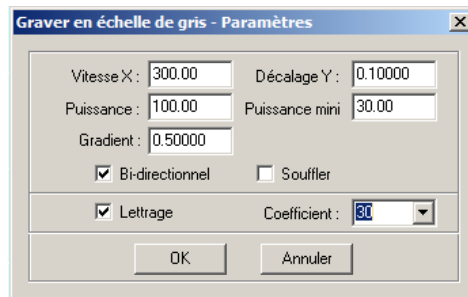 Graver en échelle de gris - Paramètres
Vitesse X : 300.00 Décalage Y : 0.10000
Puissance : 100.00 Puissance mini 30.00
Gradient : 0.50000
Bi-directionnel Souffler
Lettrage Coefficient : 30
OK Annuler